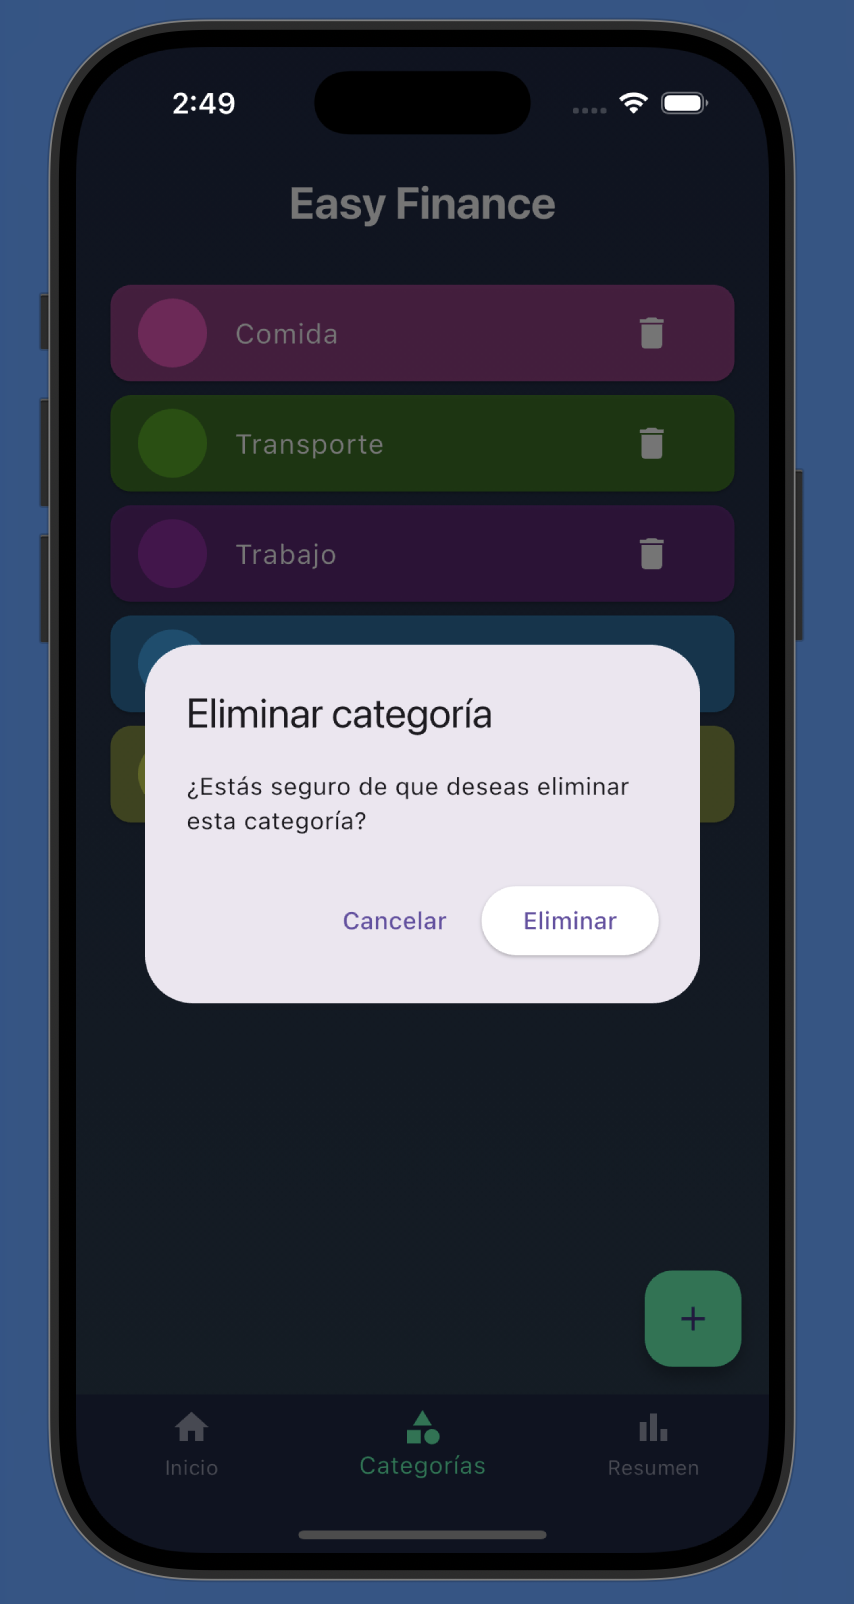 2:49
Easy Finance
Comida
Transporte
Trabajo
Eliminar categoría
¿Estás seguro de que deseas eliminar
esta categoría?
Cancelar Eliminar
+
Inicio Categorías Resumen